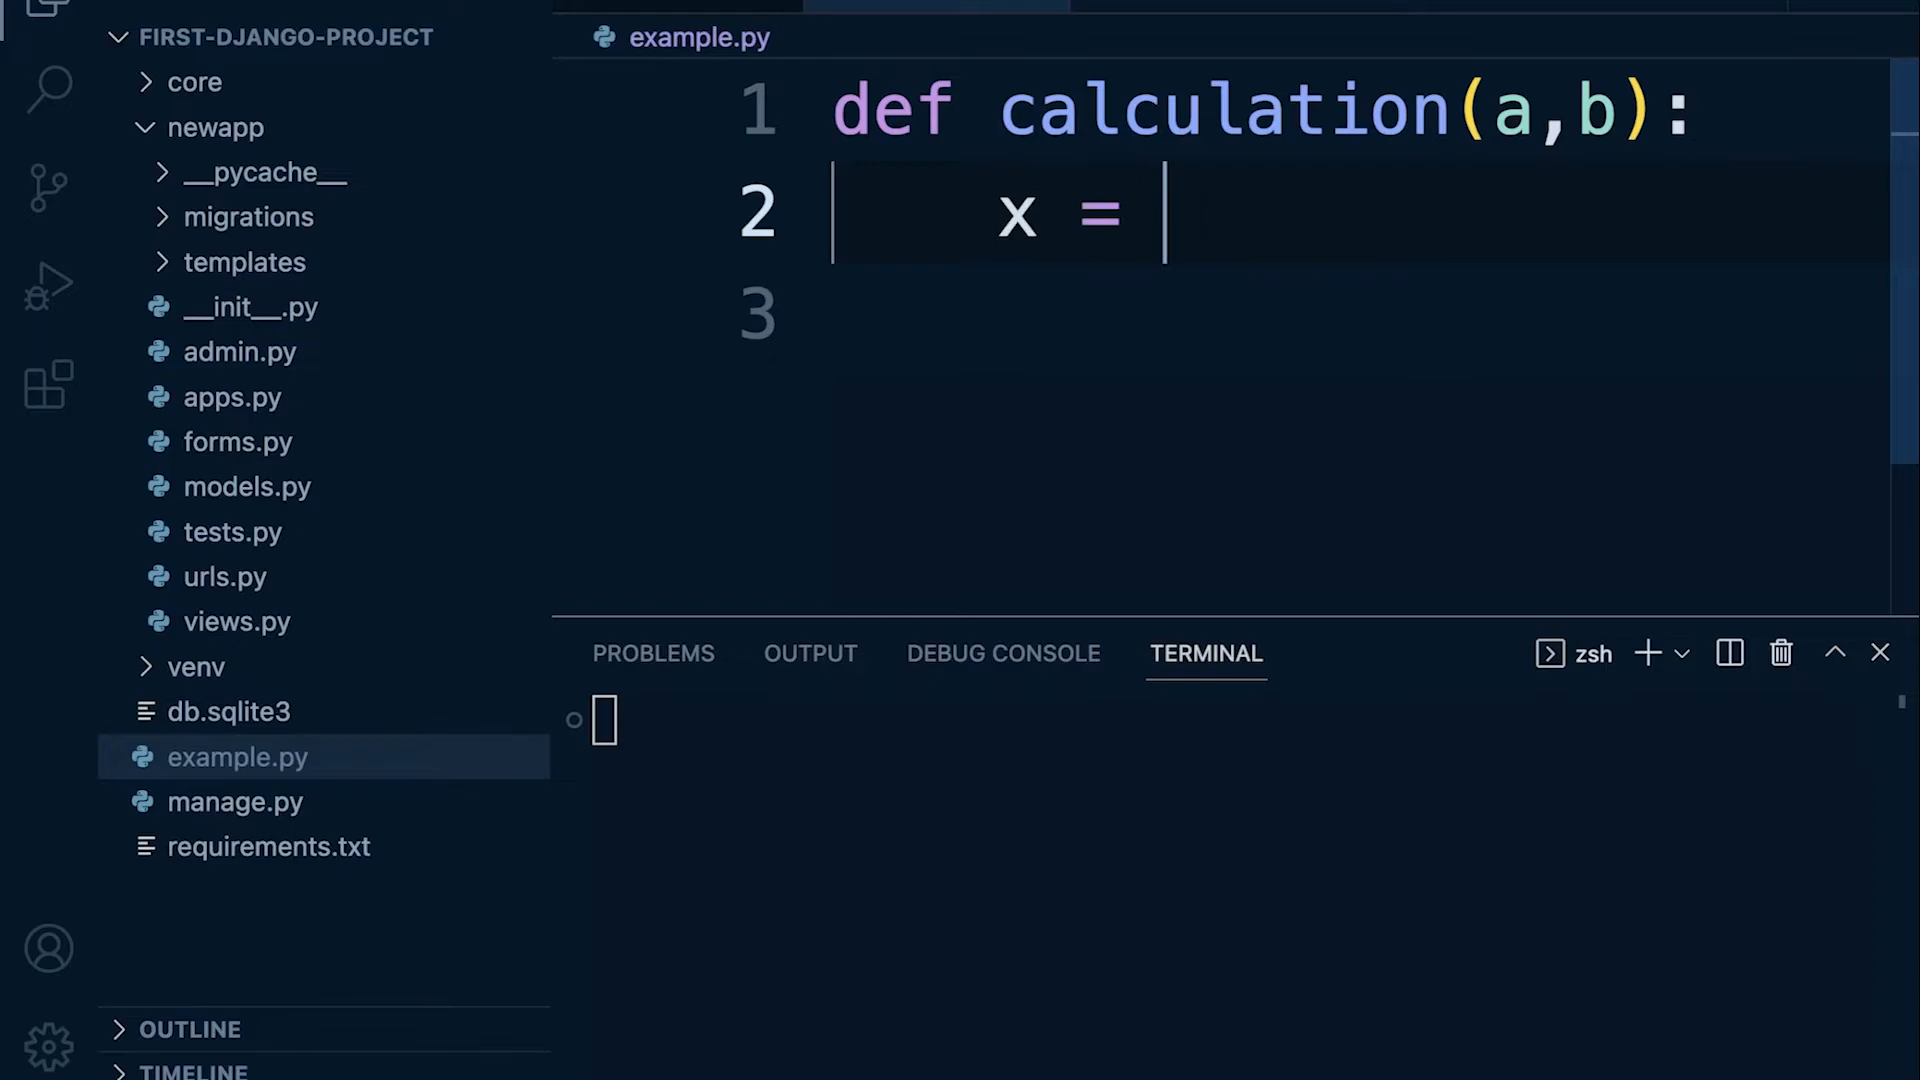 FIRST-DJANGO-PROJECT
core
newapp
__pycache__
migrations
templates
__init__.py
admin.py
apps.py
forms.py
models.py
tests.py
urls.py
views.py
venv
db.sqlite3
example.py
manage.py
requirements.txt
OUTLINE
TIMELINE
example.py
1 def calculation(a,b):
2 x =
3
PROBLEMS OUTPUT DEBUG CONSOLE TERMINAL zsh